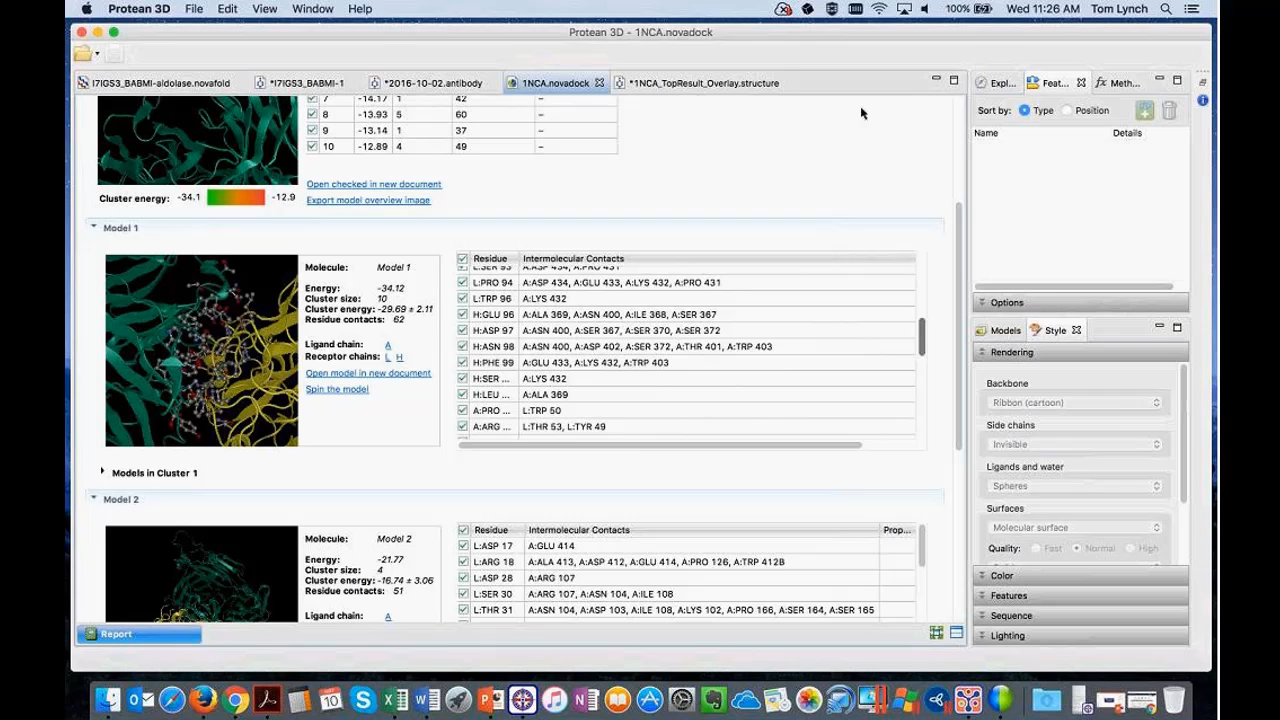 Protean 3D File Edit View Window Help 100% Wed 11:26 AM Tom Lynch
Protean 3D - 1NCA.novadock
I7IGS3_BABMI-aldolase.novafold *I7IGS3_BABMI-1 *2016-10-02.antibody 1NCA.novadock *1NCA_TopResult_Overlay.structure
Expl... Feat... Meth...
Sort by: Type Position
Name Details
7 -14.17 1 42 –
8 -13.93 5 60 –
9 -13.14 1 37 –
10 -12.89 4 49 –
Open checked in new document
Export model overview image
Cluster energy: -34.1 -12.9
Model 1
Molecule: Model 1
Energy: -34.12
Cluster size: 10
Cluster energy: -29.69 ± 2.11
Residue contacts: 62
Ligand chain: A
Receptor chains: L H
Open model in new document
Spin the model
Residue Intermolecular Contacts
L:SER 93 A:ASP 434, A:PRO 431
L:PRO 94 A:ASP 434, A:GLU 433, A:LYS 432, A:PRO 431
L:TRP 96 A:LYS 432
H:GLU 96 A:ALA 369, A:ASN 400, A:ILE 368, A:SER 367
H:ASP 97 A:ASN 400, A:SER 367, A:SER 370, A:SER 372
H:ASN 98 A:ASN 400, A:ASP 402, A:SER 372, A:THR 401, A:TRP 403
H:PHE 99 A:GLU 433, A:LYS 432, A:TRP 403
H:SER ... A:LYS 432
H:LEU ... A:ALA 369
A:PRO ... L:TRP 50
A:ARG ... L:THR 53, L:TYR 49
Models in Cluster 1
Model 2
Molecule: Model 2
Energy: -21.77
Cluster size: 4
Cluster energy: -16.74 ± 3.06
Residue contacts: 51
Ligand chain: A
Residue Intermolecular Contacts Prop...
L:ASP 17 A:GLU 414
L:ARG 18 A:ALA 413, A:ASP 412, A:GLU 414, A:PRO 126, A:TRP 412B
L:ASP 28 A:ARG 107
L:SER 30 A:ARG 107, A:ASN 104, A:ILE 108
L:THR 31 A:ASN 104, A:ASP 103, A:ILE 108, A:LYS 102, A:PRO 166, A:SER 164, A:SER 165
Report
Options
Models Style
Rendering
Backbone
Ribbon (cartoon)
Side chains
Invisible
Ligands and water
Spheres
Surfaces
Molecular surface
Quality: Fast Normal High
Color
Features
Sequence
Lighting